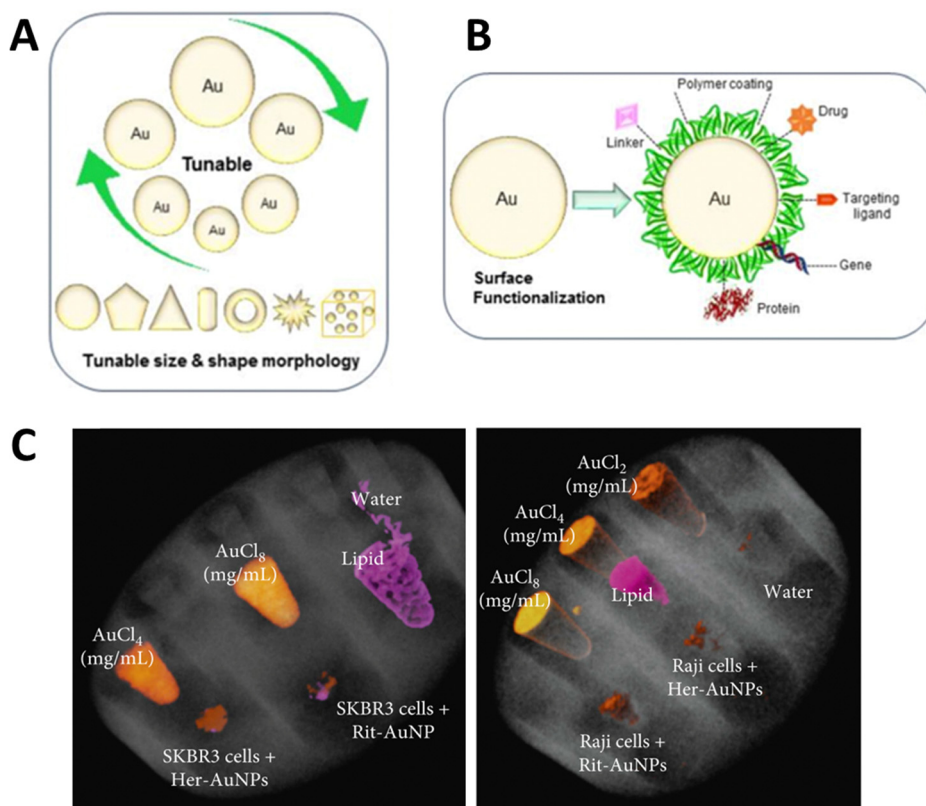 A
Au
Au
Au
Tunable
Au
Au
Au
Tunable size & shape morphology
B
Polymer coating
Drug
Linker
Au
Au
Targeting
ligand
Surface
Functionalization
Gene
Protein
C
Water
AuCl8
(mg/mL)
Lipid
AuCl4
(mg/mL)
SKBR3 cells +
Rit-AuNP
SKBR3 cells +
Her-AuNPs
AuCl2
(mg/mL)
AuCl4
(mg/mL)
AuCl8
(mg/mL)
Lipid
Water
Raji cells +
Her-AuNPs
Raji cells +
Rit-AuNPs